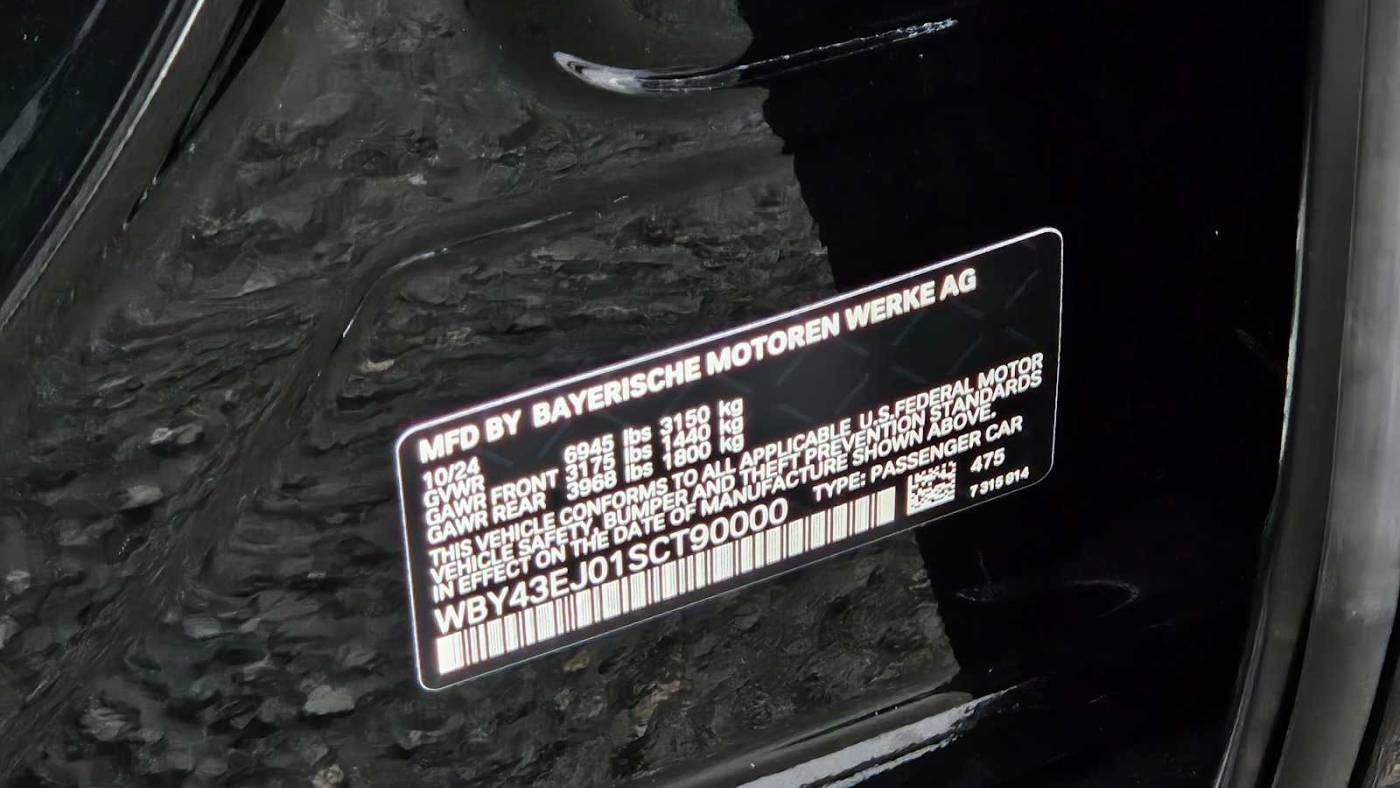 MFD BY BAYERISCHE MOTOREN WERKE AG
10/24
GVWR 6945 lbs 3150 kg
GAWR FRONT 3175 lbs 1440 kg
GAWR REAR 3968 lbs 1800 kg
THIS VEHICLE CONFORMS TO ALL APPLICABLE U.S.FEDERAL MOTOR
VEHICLE SAFETY, BUMPER AND THEFT PREVENTION STANDARDS
IN EFFECT ON THE DATE OF MANUFACTURE SHOWN ABOVE.
WBY43EJ01SCT90000 TYPE: PASSENGER CAR
475
7 315 614